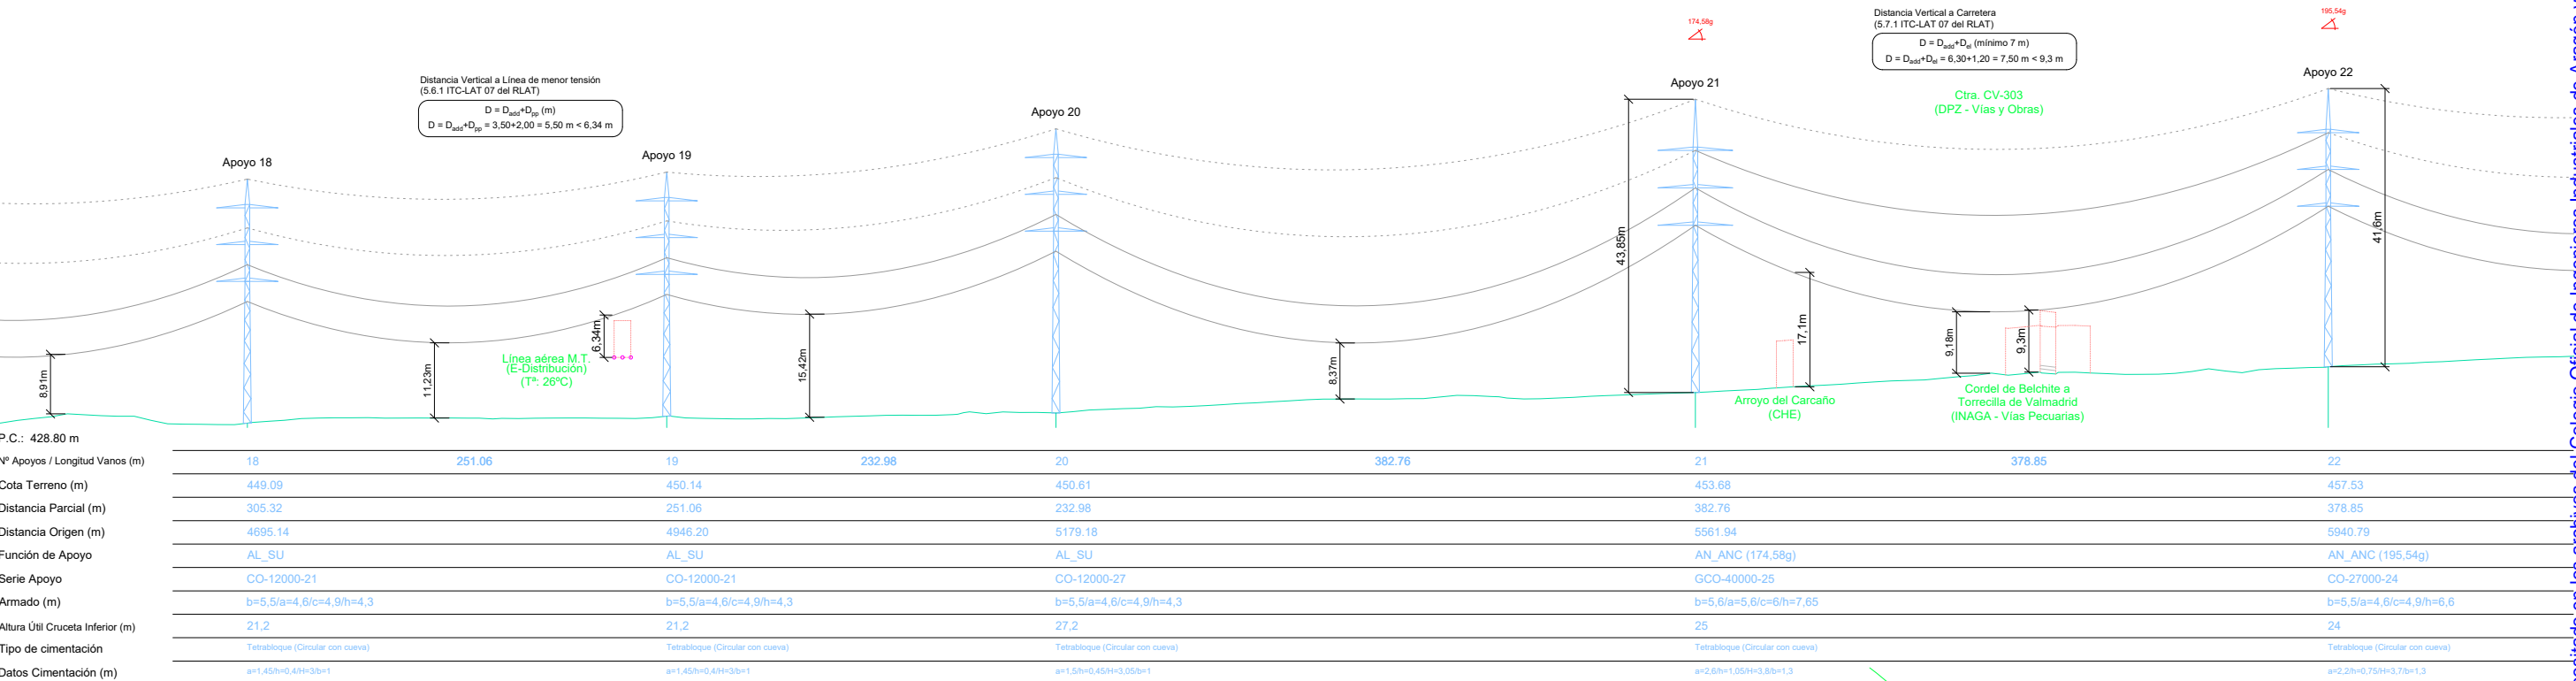 174,58g
Distancia Vertical a Carretera
(5.7.1 ITC-LAT 07 del RLAT)
D = Dadd+Del (mínimo 7 m)
D = Dadd+Del = 6,30+1,20 = 7,50 m < 9,3 m
195,54g
Distancia Vertical a Línea de menor tensión
(5.6.1 ITC-LAT 07 del RLAT)
D = Dadd+Dpp (m)
D = Dadd+Dpp = 3,50+2,00 = 5,50 m < 6,34 m
Apoyo 18
Apoyo 19
Apoyo 20
Apoyo 21
Ctra. CV-303
(DPZ - Vías y Obras)
Apoyo 22
8,91m
11,23m
6,34m
Línea aérea M.T.
(E-Distribución)
(Tª: 26ºC)
15,42m
8,37m
43,85m
17,1m
Arroyo del Carcaño
(CHE)
9,18m
9,3m
Cordel de Belchite a
Torrecilla de Valmadrid
(INAGA - Vías Pecuarias)
41,6m
P.C.: 428.80 m
Nº Apoyos / Longitud Vanos (m) 18 251.06 19 232.98 20 382.76 21 378.85 22
Cota Terreno (m) 449.09 450.14 450.61 453.68 457.53
Distancia Parcial (m) 305.32 251.06 232.98 382.76 378.85
Distancia Origen (m) 4695.14 4946.20 5179.18 5561.94 5940.79
Función de Apoyo AL_SU AL_SU AL_SU AN_ANC (174,58g) AN_ANC (195,54g)
Serie Apoyo CO-12000-21 CO-12000-21 CO-12000-27 GCO-40000-25 CO-27000-24
Armado (m) b=5,5/a=4,6/c=4,9/h=4,3 b=5,5/a=4,6/c=4,9/h=4,3 b=5,5/a=4,6/c=4,9/h=4,3 b=5,6/a=5,6/c=6/h=7,65 b=5,5/a=4,6/c=4,9/h=6,6
Altura Útil Cruceta Inferior (m) 21,2 21,2 27,2 25 24
Tipo de cimentación Tetrabloque (Circular con cueva) Tetrabloque (Circular con cueva) Tetrabloque (Circular con cueva) Tetrabloque (Circular con cueva) Tetrabloque (Circular con cueva)
Datos Cimentación (m) a=1,45/h=0,4/H=3/b=1 a=1,45/h=0,4/H=3/b=1 a=1,5/h=0,45/H=3,05/b=1 a=2,6/h=1,05/H=3,8/b=1,3 a=2,2/h=0,75/H=3,7/b=1,3
en los archivos del Colegio Oficial de Ingenieros Industriales de Aragón